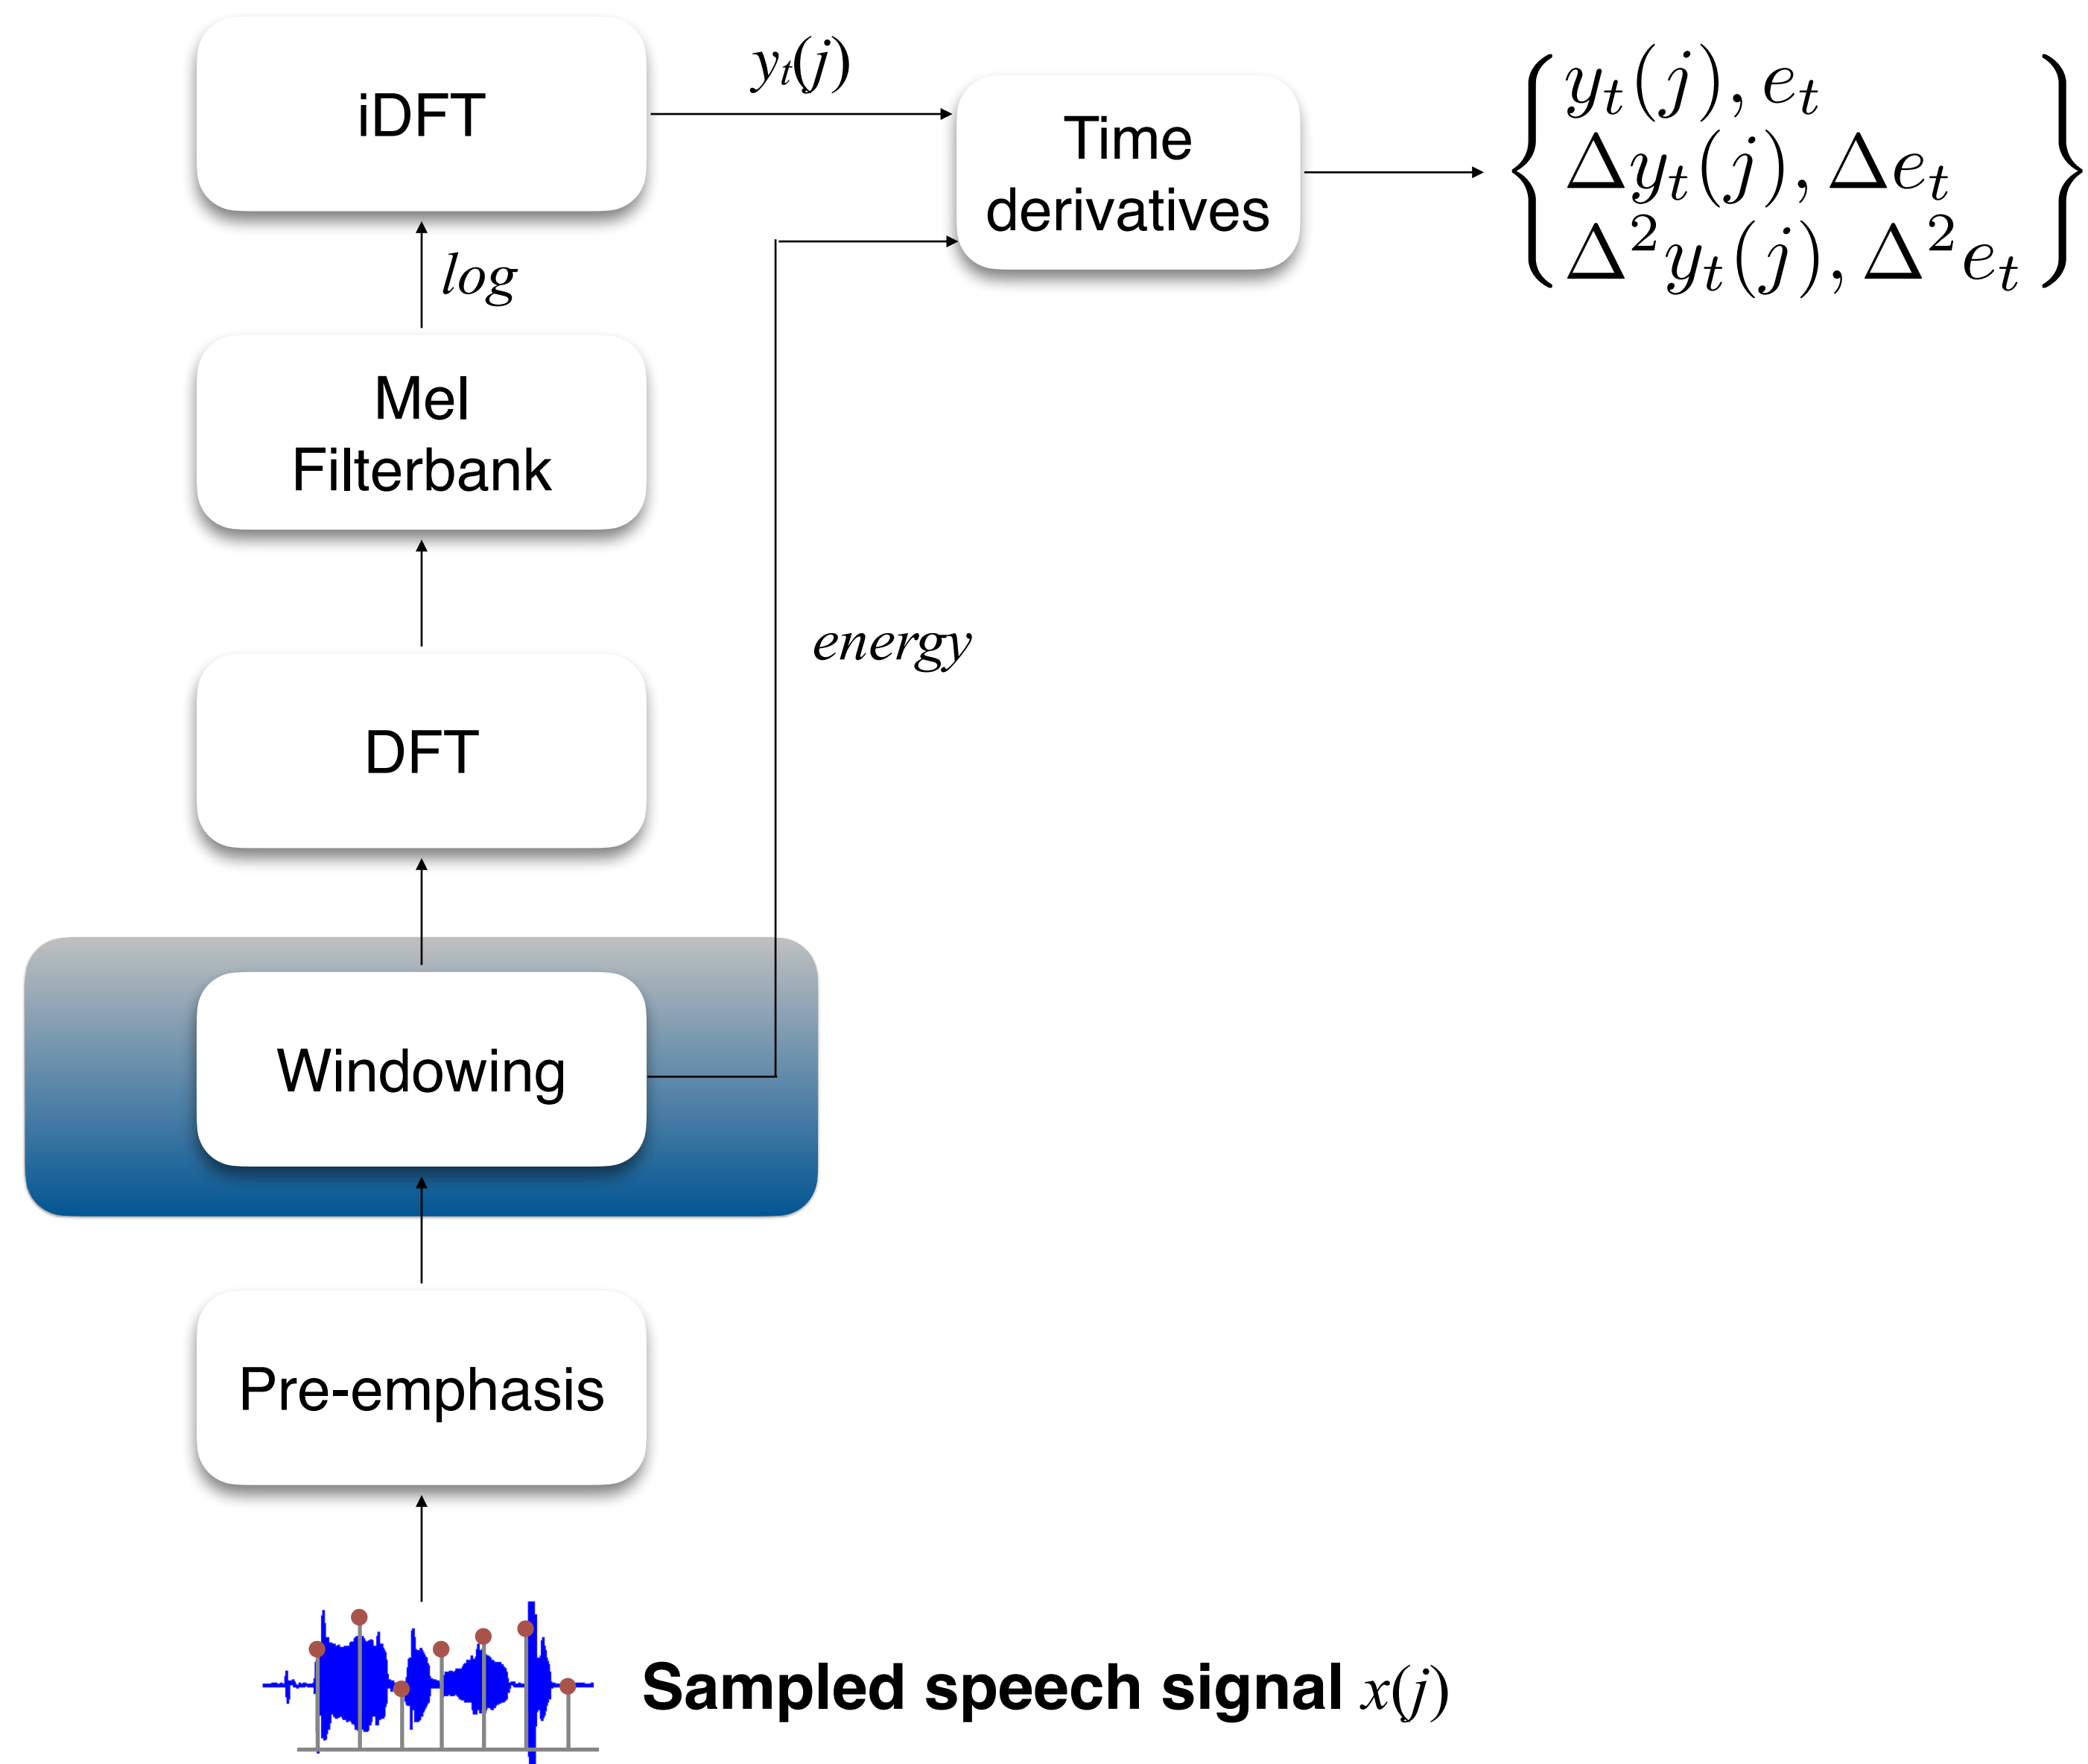 iDFT
yₜ(j)
Time
derivatives
yₜ(j), eₜ
Δyₜ(j), Δeₜ
Δ²yₜ(j), Δ²eₜ
log
Mel
Filterbank
energy
DFT
Windowing
Pre-emphasis
Sampled speech signal x(j)